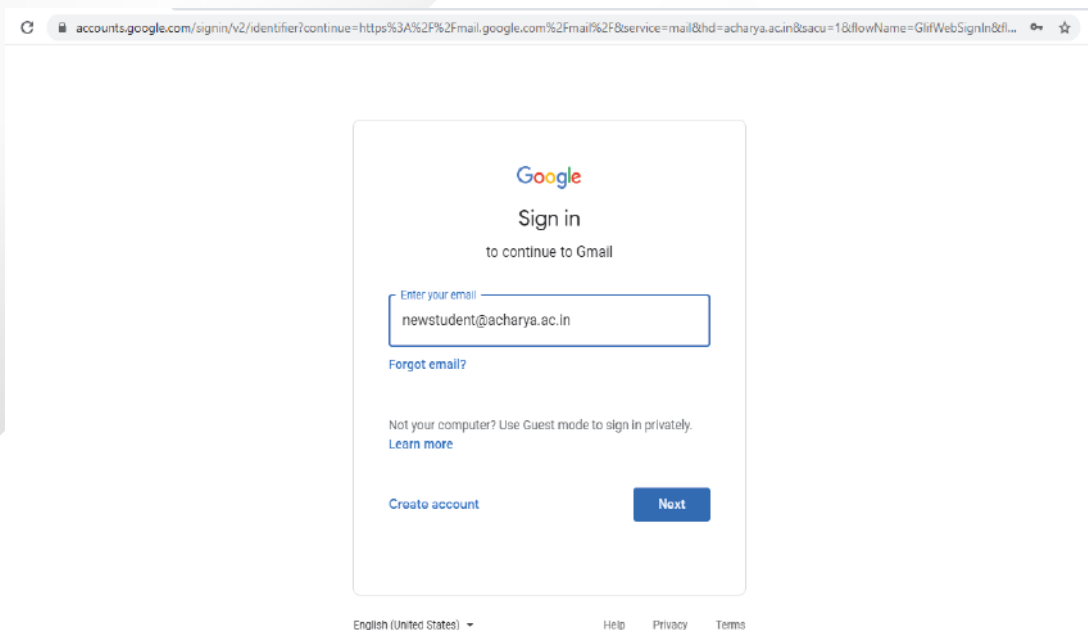 accounts.google.com/signin/v2/identifier?continue=https%3A%2F%2Fmail.google.com%2Fmail%2F&service=mail&hd=acharya.ac.in&sacu=1&flowName=GlifWebSignIn&fl...
Google
Sign in
to continue to Gmail
Enter your email
newstudent@acharya.ac.in
Forgot email?
Not your computer? Use Guest mode to sign in privately.
Learn more
Create account
Next
English (United States)
Help Privacy Terms